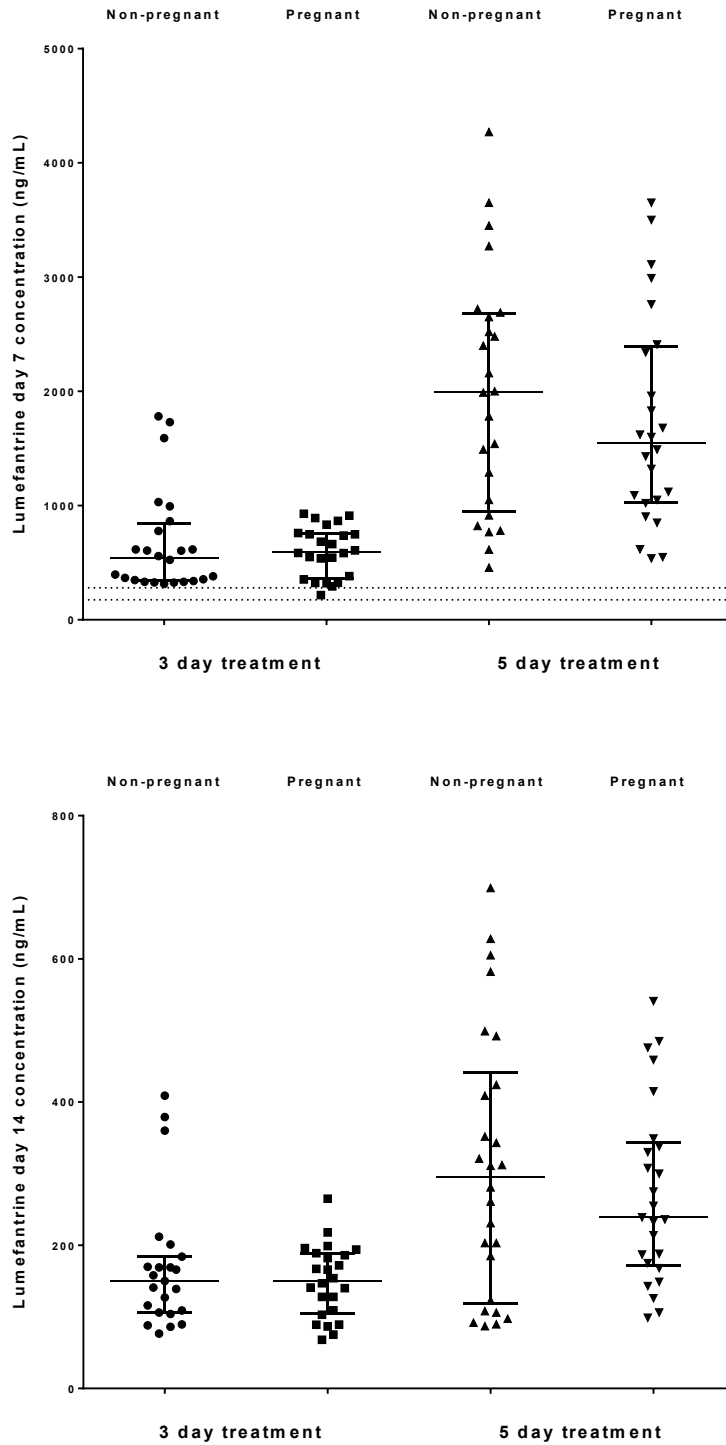 Non-pregnant Pregnant Non-pregnant Pregnant
5000
4000
3000
2000
1000
0
Lumefantrine day 7 concentration (ng/mL)
3 day treatment 5 day treatment
Non-pregnant Pregnant Non-pregnant Pregnant
800
600
400
200
0
Lumefantrine day 14 concentration (ng/mL)
3 day treatment 5 day treatment